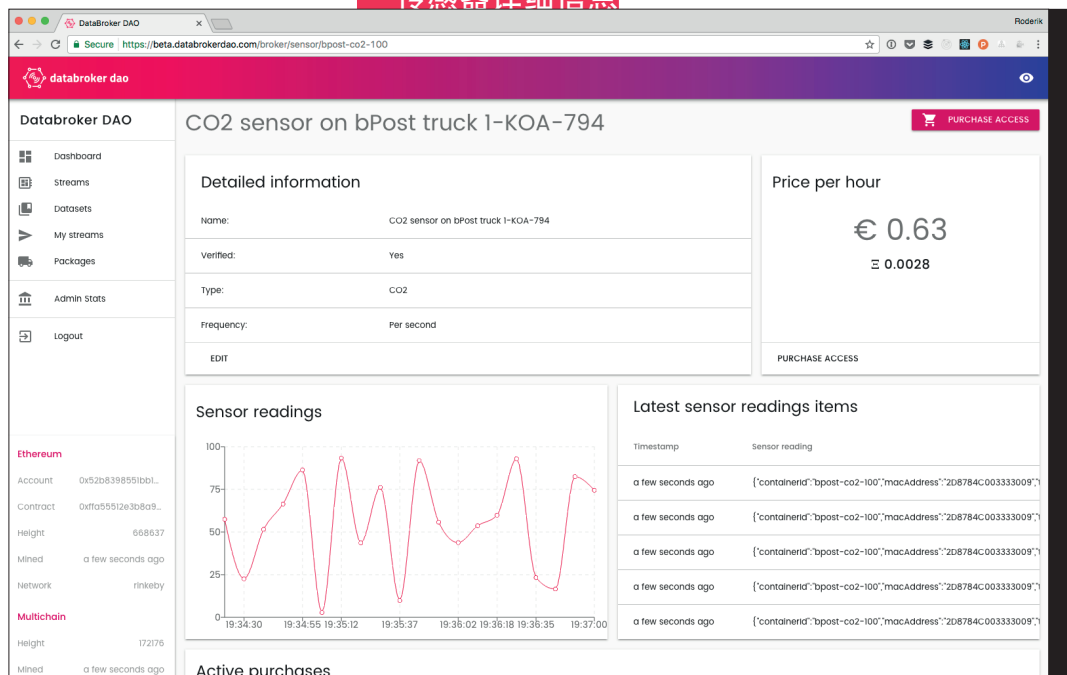 传感器详细信息
DataBroker DAO
Roderik
Secure https://beta.databrokerdao.com/broker/sensor/bpost-co2-100
databroker dao
Databroker DAO
Dashboard
Streams
Datasets
My streams
Packages
Admin Stats
Logout
Ethereum
Account 0x52b8398551bb1...
Contract 0xffa55512e3b8a9...
Height 668637
Mined a few seconds ago
Network rinkeby
Multichain
Height 172176
Mined a few seconds ago
CO2 sensor on bPost truck 1-KOA-794
PURCHASE ACCESS
Detailed information
Name: CO2 sensor on bPost truck 1-KOA-794
Verified: Yes
Type: CO2
Frequency: Per second
EDIT
Price per hour
€ 0.63
Ξ 0.0028
PURCHASE ACCESS
Sensor readings
100
75
50
25
0
19:34:30 19:34:55 19:35:12 19:35:37 19:36:02 19:36:18 19:36:35 19:37:00
Latest sensor readings items
Timestamp Sensor reading
a few seconds ago {"containerId":"bpost-co2-100","macAddress":"2D8784C003333009","
a few seconds ago {"containerId":"bpost-co2-100","macAddress":"2D8784C003333009","
a few seconds ago {"containerId":"bpost-co2-100","macAddress":"2D8784C003333009","
a few seconds ago {"containerId":"bpost-co2-100","macAddress":"2D8784C003333009","
a few seconds ago {"containerId":"bpost-co2-100","macAddress":"2D8784C003333009","
Active purchases